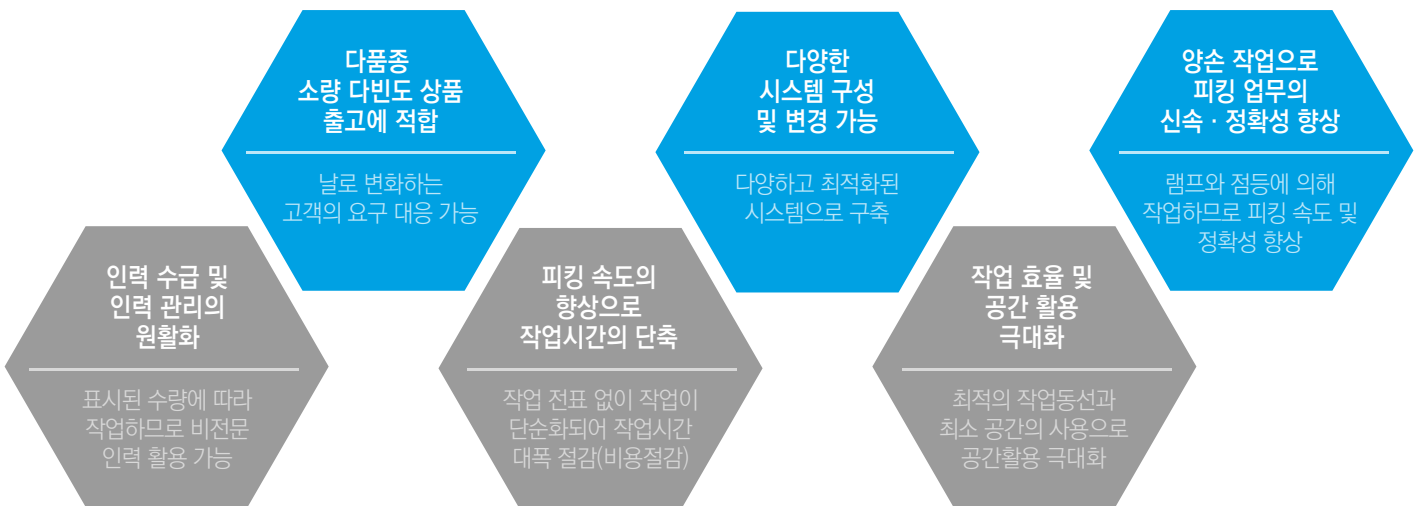 다품종
소량 다빈도 상품
출고에 적합
날로 변화하는
고객의 요구 대응 가능
다양한
시스템 구성
및 변경 가능
다양하고 최적화된
시스템으로 구축
양손 작업으로
피킹 업무의
신속 · 정확성 향상
램프와 점등에 의해
작업하므로 피킹 속도 및
정확성 향상
인력 수급 및
인력 관리의
원활화
표시된 수량에 따라
작업하므로 비전문
인력 활용 가능
피킹 속도의
향상으로
작업시간의 단축
작업 전표 없이 작업이
단순화되어 작업시간
대폭 절감(비용절감)
작업 효율 및
공간 활용
극대화
최적의 작업동선과
최소 공간의 사용으로
공간활용 극대화